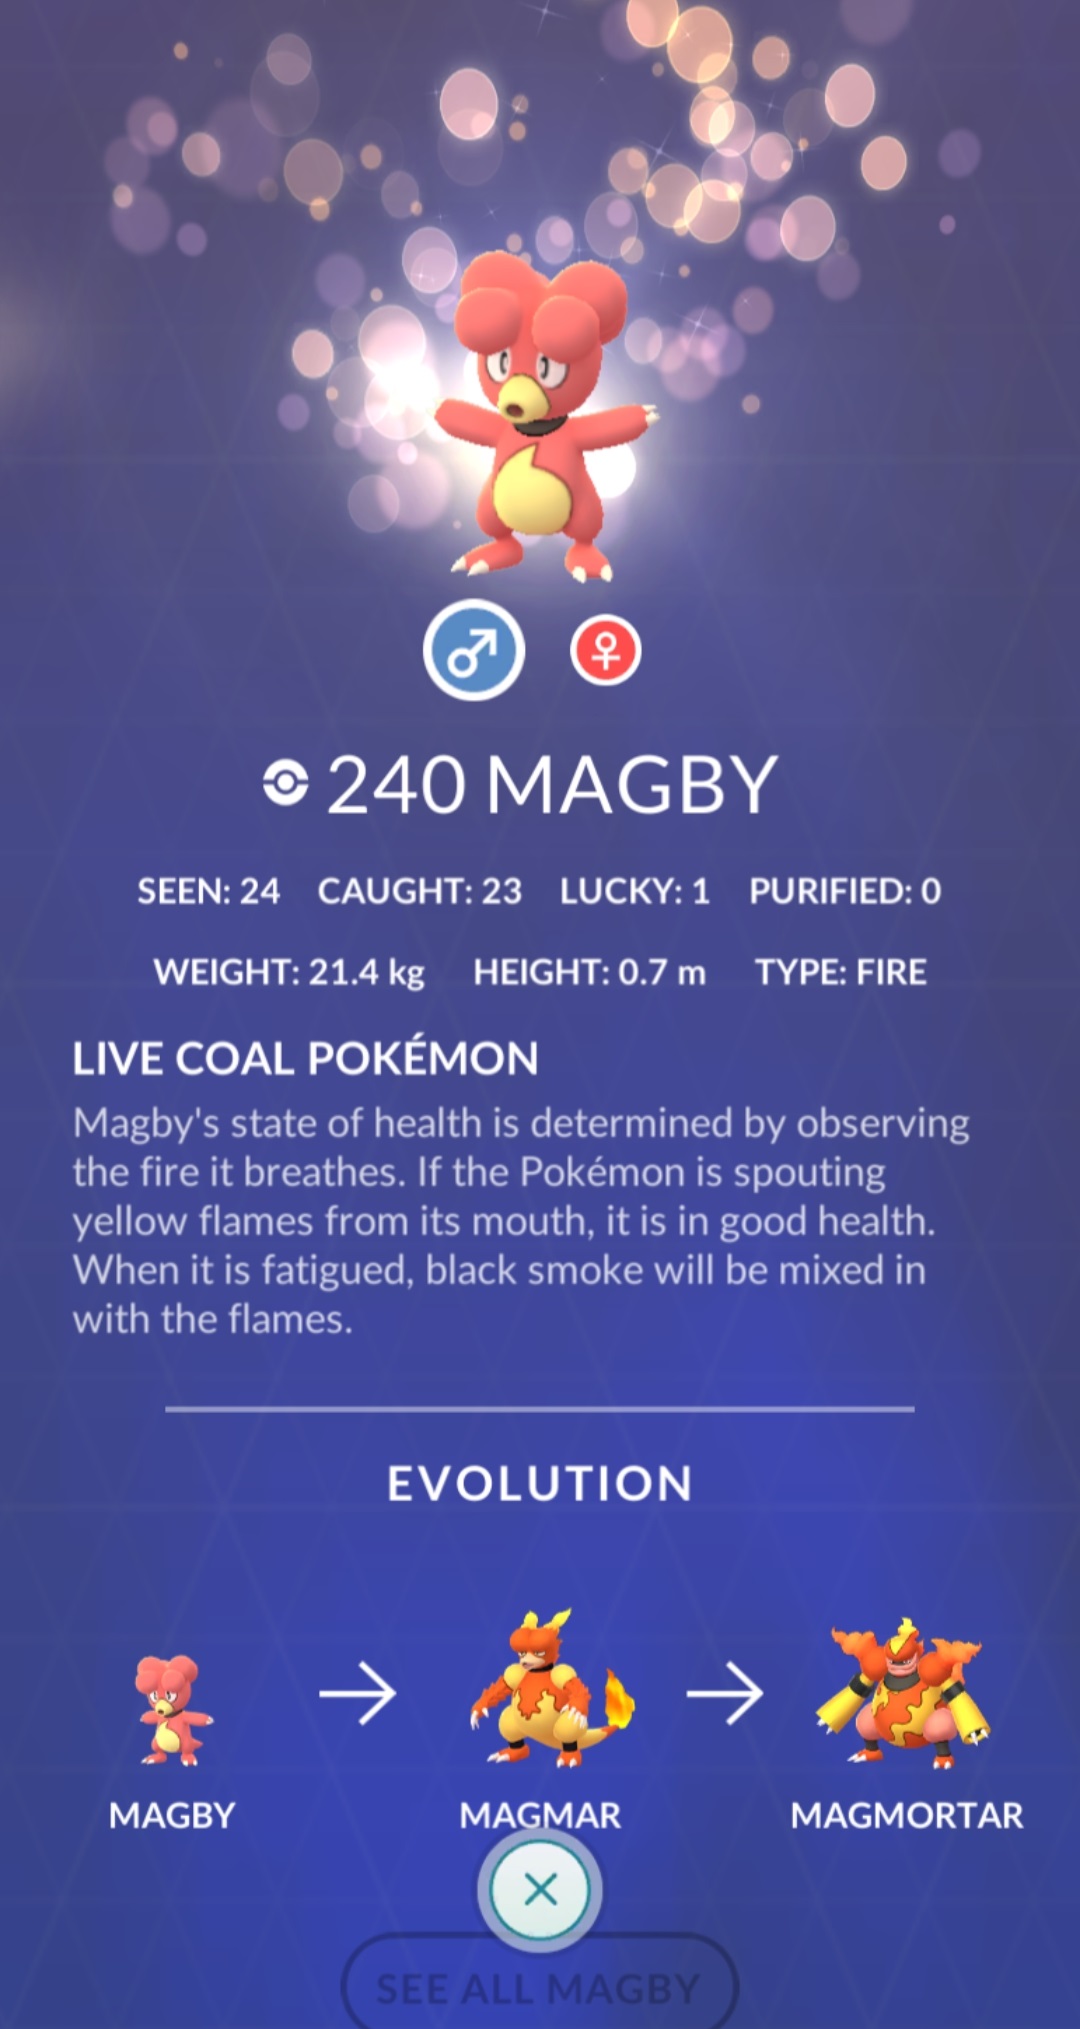 240 MAGBY
SEEN: 24 CAUGHT: 23 LUCKY: 1 PURIFIED: 0
WEIGHT: 21.4 kg HEIGHT: 0.7 m TYPE: FIRE
LIVE COAL POKÉMON
Magby's state of health is determined by observing
the fire it breathes. If the Pokémon is spouting
yellow flames from its mouth, it is in good health.
When it is fatigued, black smoke will be mixed in
with the flames.
EVOLUTION
MAGBY MAGMAR MAGMORTAR
SEE ALL MAGBY